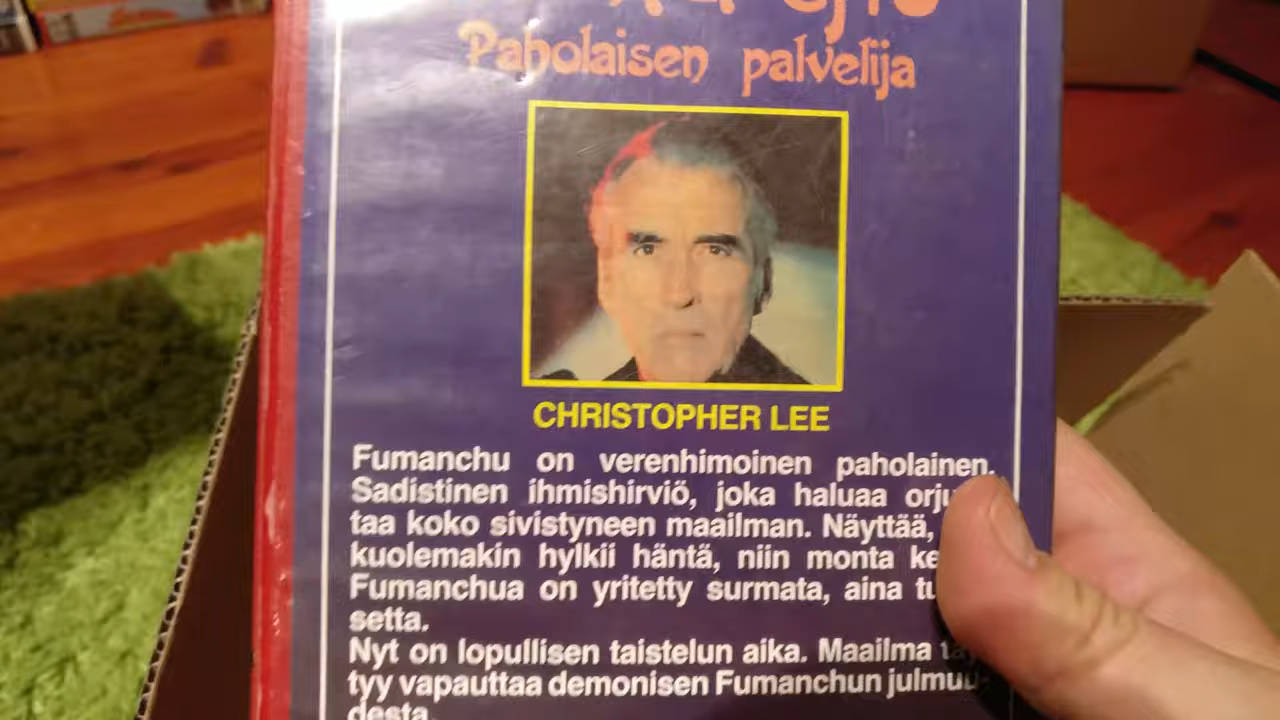 Paholaisen palvelija
CHRISTOPHER LEE
Fumanchu on verenhimoinen paholainen.
Sadistinen ihmishirviö, joka haluaa
taa koko sivistyneen maailman. Näyttää,
kuolemakin hylkii häntä, niin monta
Fumanchua on yritetty surmata, aina
setta.
Nyt on lopullisen taistelun aika. Maailma
tyy vapauttaa demonisen Fumanchun julmuu-
desta.